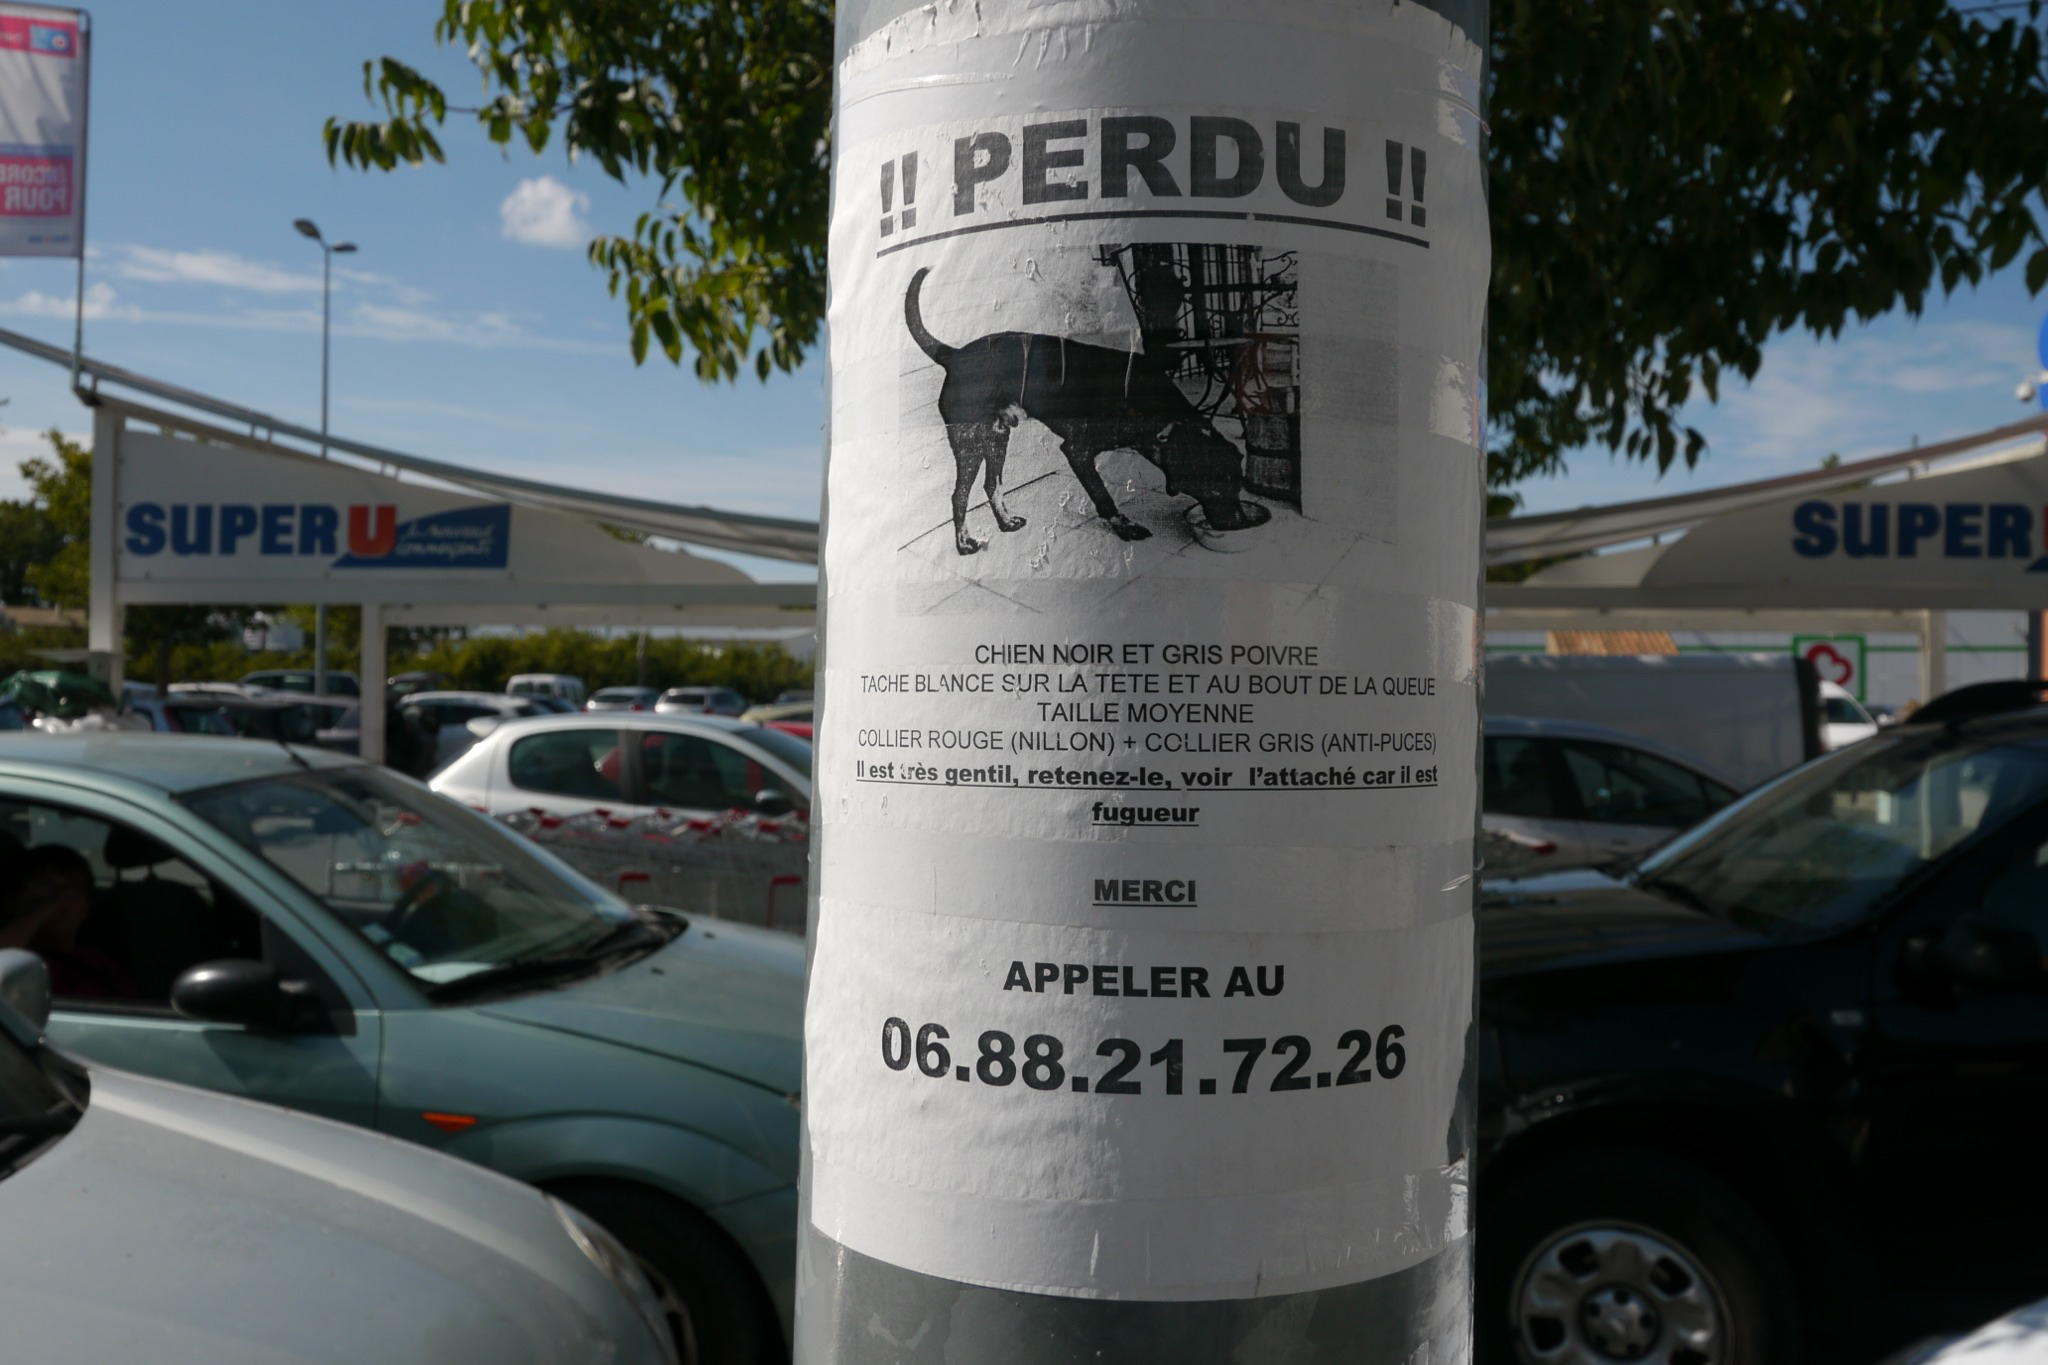 !! PERDU !!
CHIEN NOIR ET GRIS POIVRE
TACHE BLANCE SUR LA TETE ET AU BOUT DE LA QUEUE
TAILLE MOYENNE
COLLIER ROUGE (NILLON) + COLLIER GRIS (ANTI-PUCES)
Il est très gentil, retenez-le, voir l'attaché car il est
fugueur
MERCI
APPELER AU
06.88.21.72.26
SUPER U
SUPER
POUR